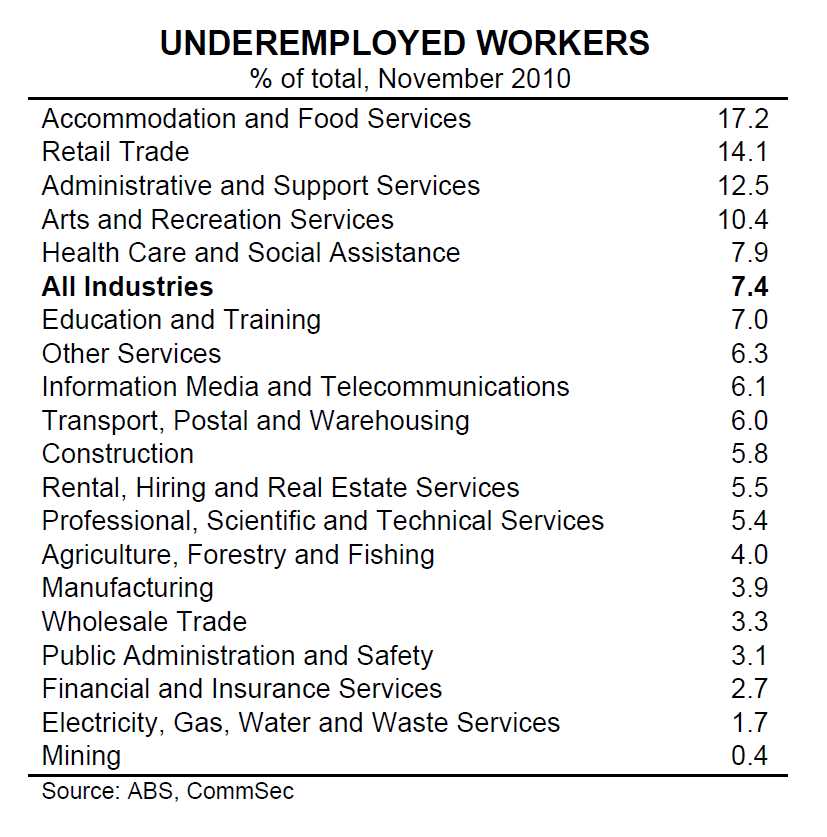 UNDEREMPLOYED WORKERS
% of total, November 2010
Accommodation and Food Services 17.2
Retail Trade 14.1
Administrative and Support Services 12.5
Arts and Recreation Services 10.4
Health Care and Social Assistance 7.9
All Industries 7.4
Education and Training 7.0
Other Services 6.3
Information Media and Telecommunications 6.1
Transport, Postal and Warehousing 6.0
Construction 5.8
Rental, Hiring and Real Estate Services 5.5
Professional, Scientific and Technical Services 5.4
Agriculture, Forestry and Fishing 4.0
Manufacturing 3.9
Wholesale Trade 3.3
Public Administration and Safety 3.1
Financial and Insurance Services 2.7
Electricity, Gas, Water and Waste Services 1.7
Mining 0.4
Source: ABS, CommSec